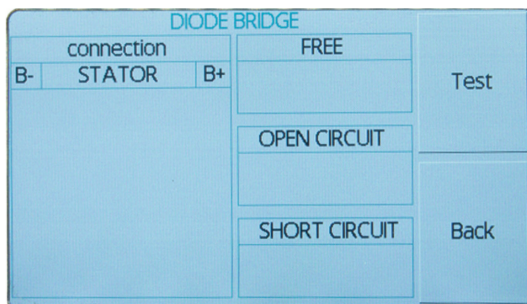 DIODE BRIDGE
connection
B- STATOR B+
FREE
OPEN CIRCUIT
SHORT CIRCUIT
Test
Back